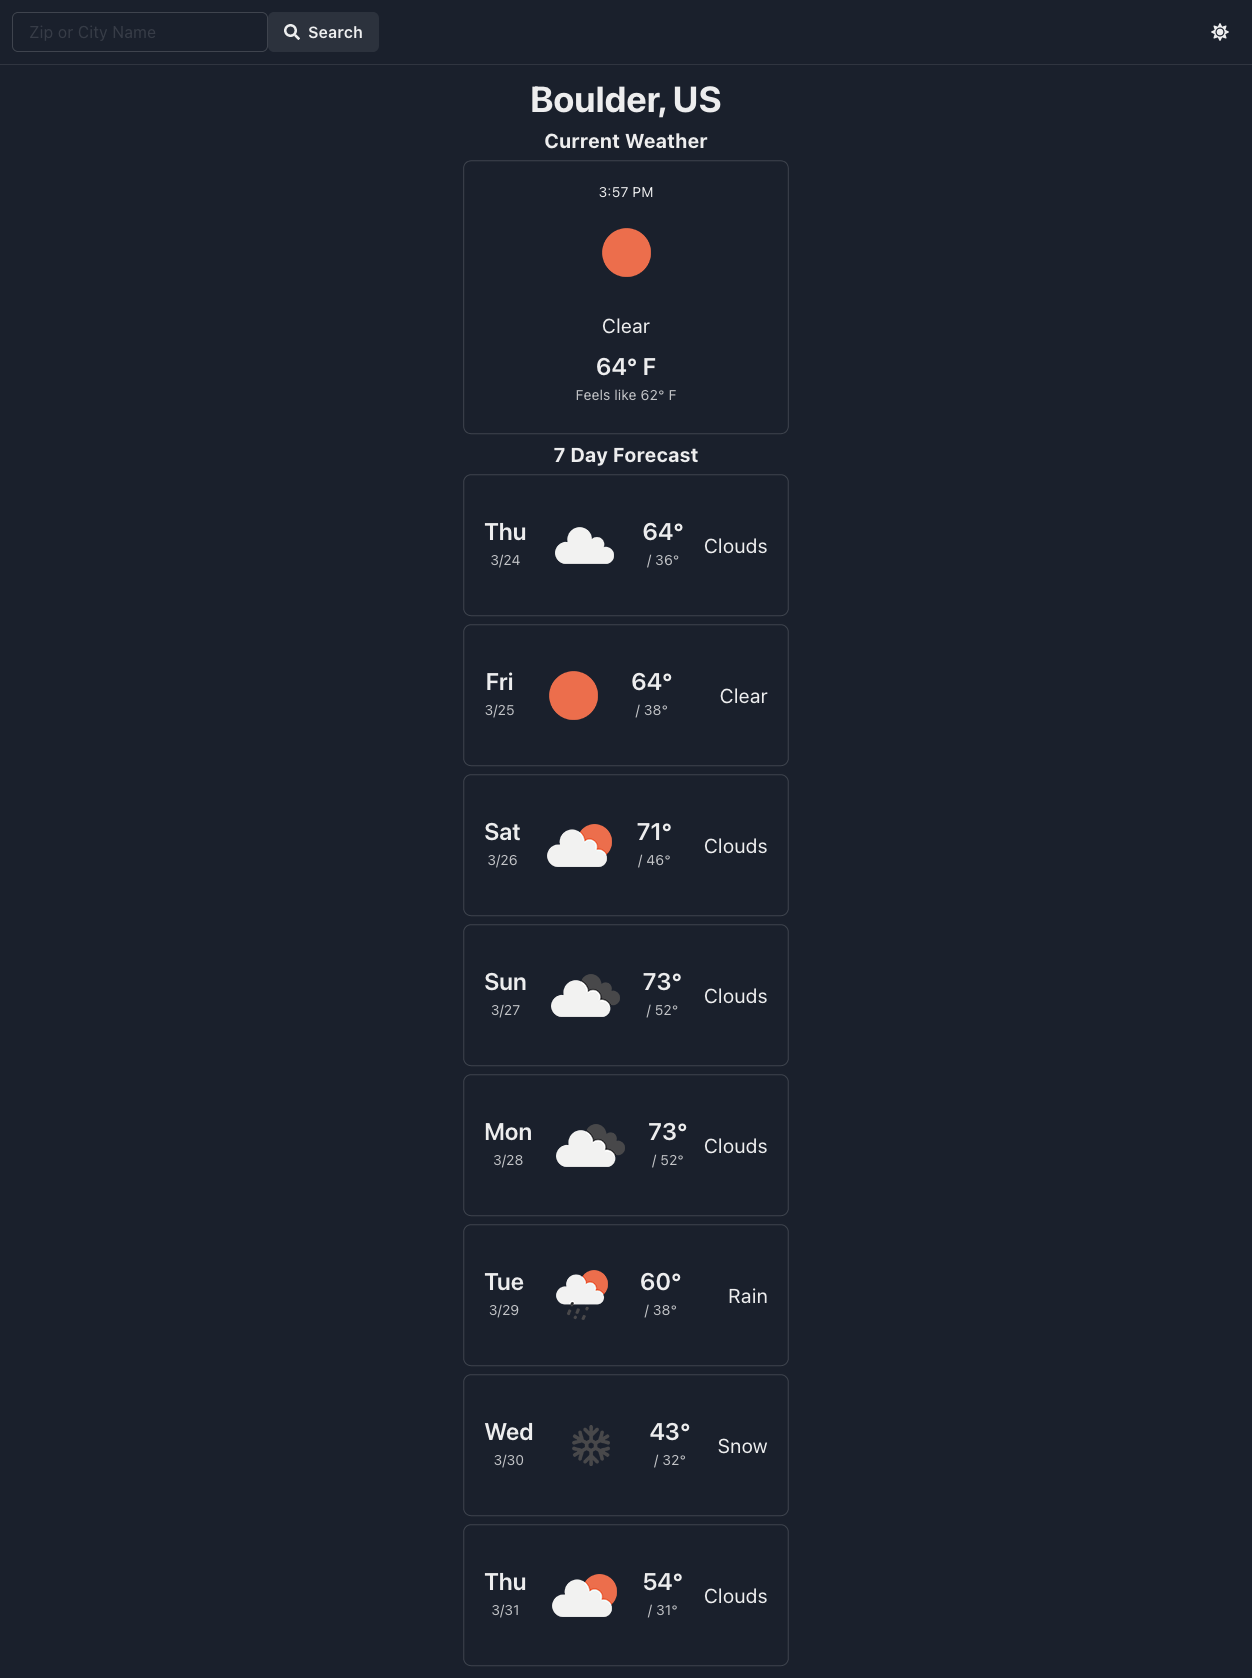 Zip or City Name
Search
Boulder, US
Current Weather
3:57 PM
Clear
64° F
Feels like 62° F
7 Day Forecast
Thu 64° Clouds
3/24 / 36°
Fri 64° Clear
3/25 / 38°
Sat 71° Clouds
3/26 / 46°
Sun 73° Clouds
3/27 / 52°
Mon 73° Clouds
3/28 / 52°
Tue 60° Rain
3/29 / 38°
Wed 43° Snow
3/30 / 32°
Thu 54° Clouds
3/31 / 31°